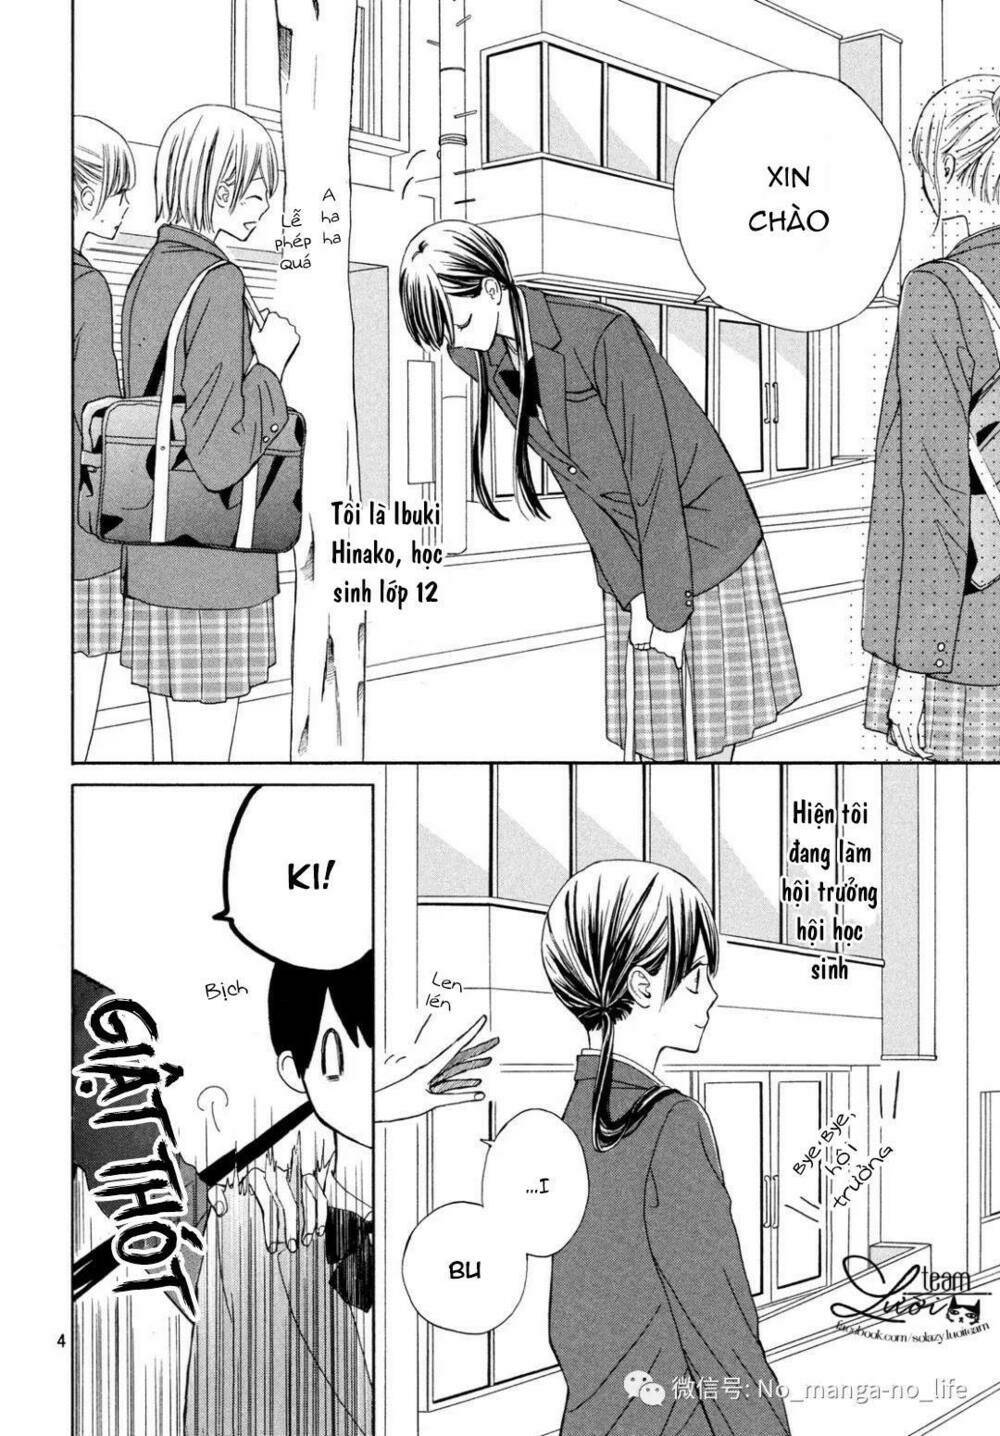 XIN
CHÀO
A
ha
ha
Lễ
phép
quá
Tôi là Ibuki
Hinako, học
sinh lớp 12
Hiện tôi
đang làm
hội trưởng
hội học
sinh
Len
lén
...I
BU
Bye, Bye,
hội
trưởng
KI!
Bịch
GIẬT THÓT
4
team
Lười
facebook.com/solazy.luoiteam
微信号: No_manga-no_life